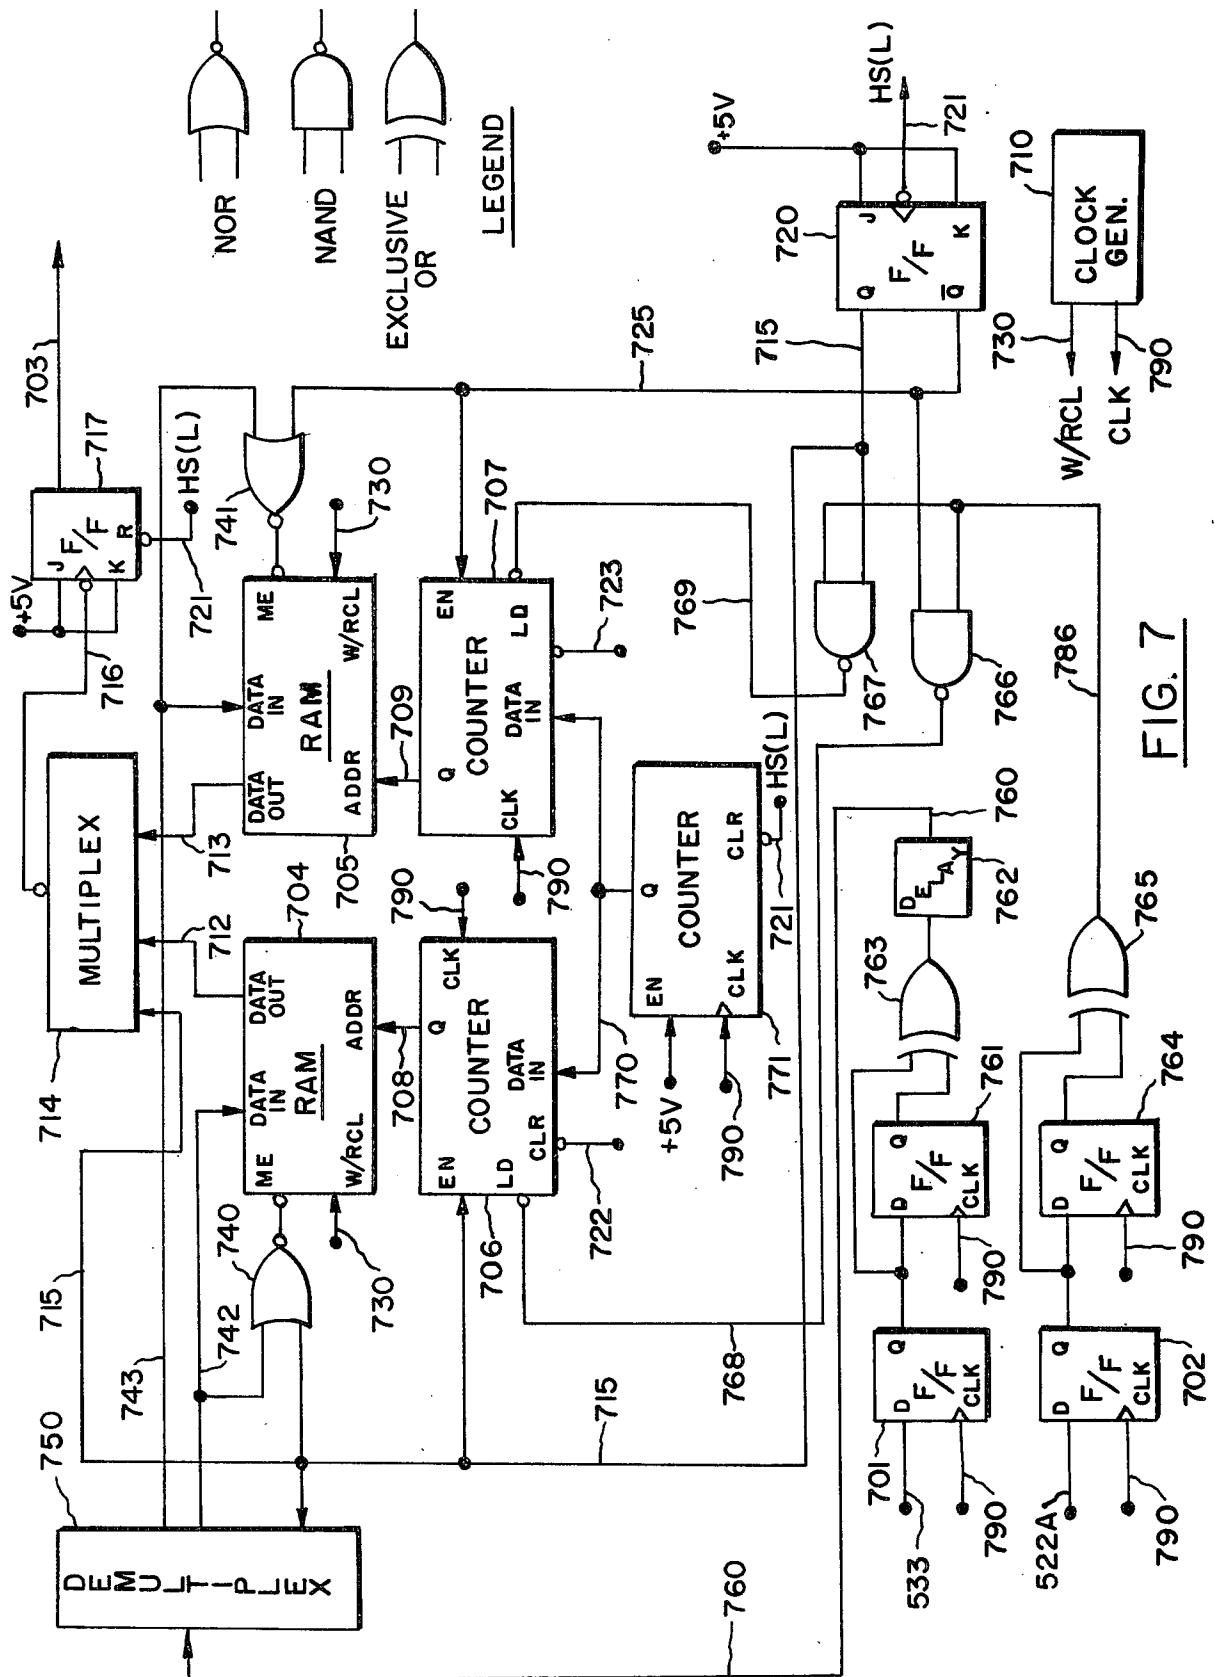 750
DEMULTIPLEX
760
743
742
715
714
MULTIPLEX
712
713
716
+5V
J
F/F
K
R
717
703
721
HS(L)
740
730
ME
DATA IN
DATA OUT
RAM
W/RCL
ADDR
704
741
730
ME
DATA IN
DATA OUT
RAM
W/RCL
ADDR
705
708
709
790
790
EN
LD
CLR
COUNTER
Q
CLK
DATA IN
706
722
EN
LD
COUNTER
Q
CLK
DATA IN
707
723
770
EN
+5V
CLK
790
COUNTER
Q
CLR
771
721
HS(L)
768
715
769
767
766
786
725
715
Q
Q
F/F
J
K
720
+5V
HS(L)
721
710
CLOCK GEN.
730
W/RCL
790
CLK
701
533
790
D
Q
F/F
CLK
D
Q
F/F
CLK
761
790
763
DELAY
762
760
522A
790
D
Q
F/F
CLK
702
D
Q
F/F
CLK
764
790
765
NOR
NAND
EXCLUSIVE OR
LEGEND
FIG. 7